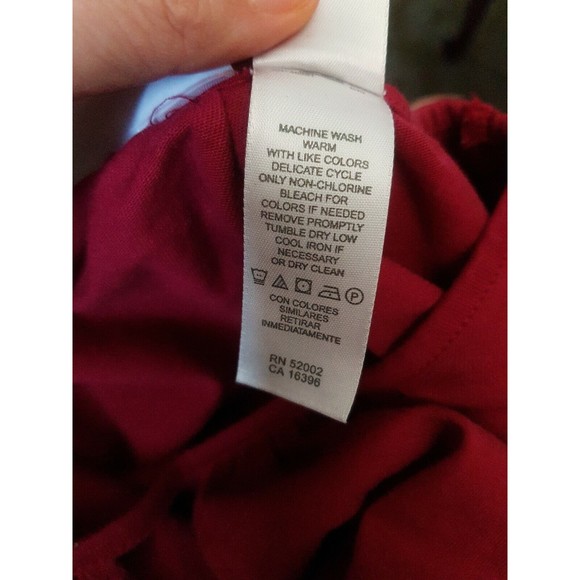 MACHINE WASH
WARM
WITH LIKE COLORS
DELICATE CYCLE
ONLY NON-CHLORINE
BLEACH FOR
COLORS IF NEEDED
REMOVE PROMPTLY
TUMBLE DRY LOW
COOL IRON IF
NECESSARY
OR DRY CLEAN
P
CON COLORES
SIMILARES
RETIRAR
INMEDIATAMENTE
RN 52002
CA 16396